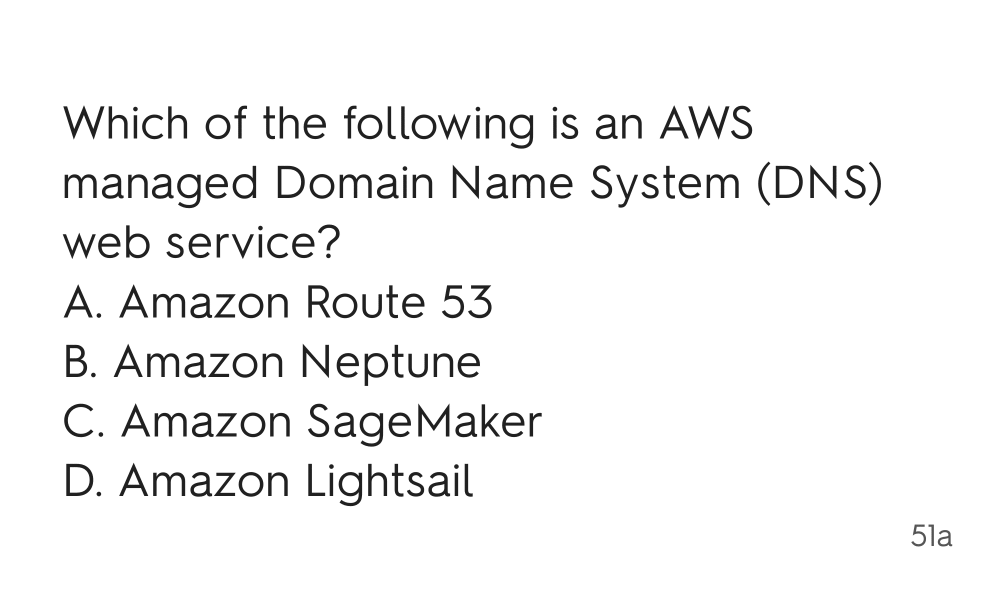 Which of the following is an AWS
managed Domain Name System (DNS)
web service?
A. Amazon Route 53
B. Amazon Neptune
C. Amazon SageMaker
D. Amazon Lightsail
51a